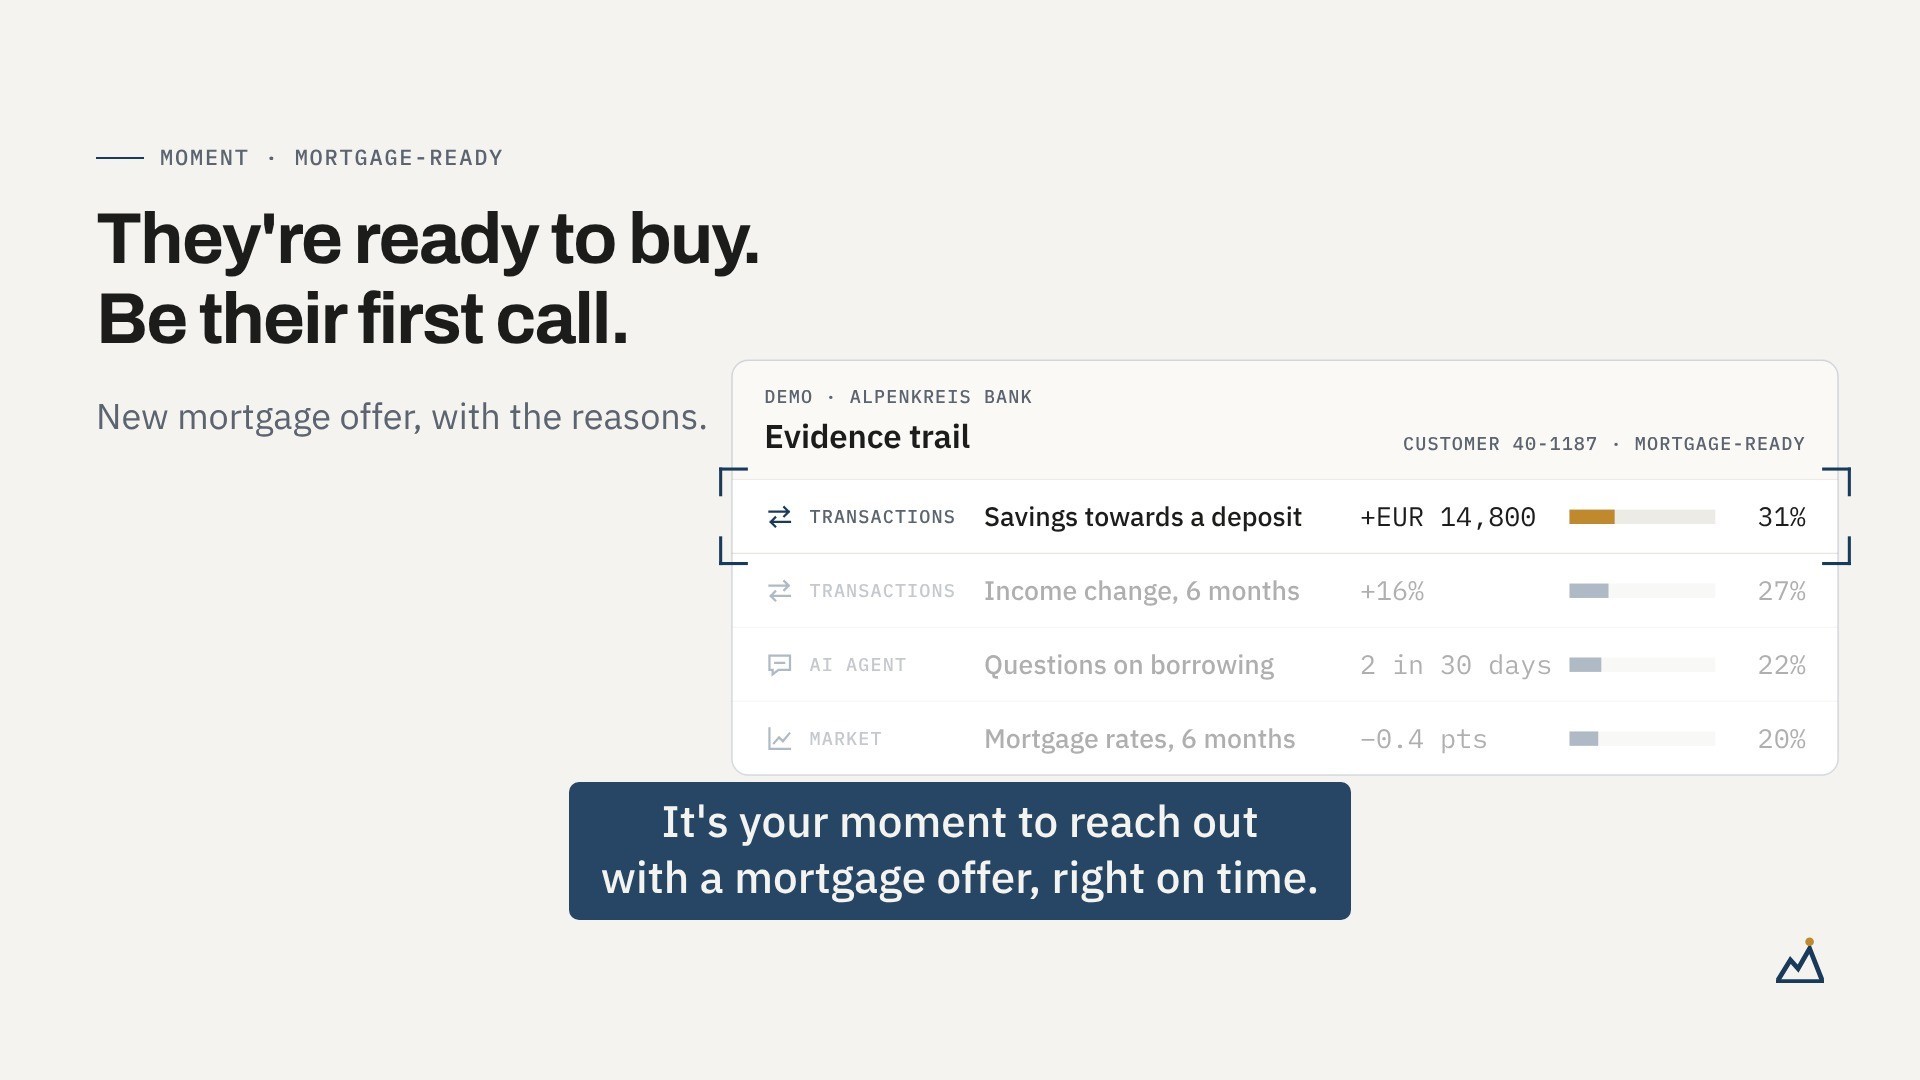 MOMENT · MORTGAGE-READY
They're ready to buy.
Be their first call.
New mortgage offer, with the reasons.
DEMO · ALPENKREIS BANK
Evidence trail
CUSTOMER 40-1187 · MORTGAGE-READY
TRANSACTIONS Savings towards a deposit +EUR 14,800 31%
TRANSACTIONS Income change, 6 months +16% 27%
AI AGENT Questions on borrowing 2 in 30 days 22%
MARKET Mortgage rates, 6 months −0.4 pts 20%
It's your moment to reach out
with a mortgage offer, right on time.